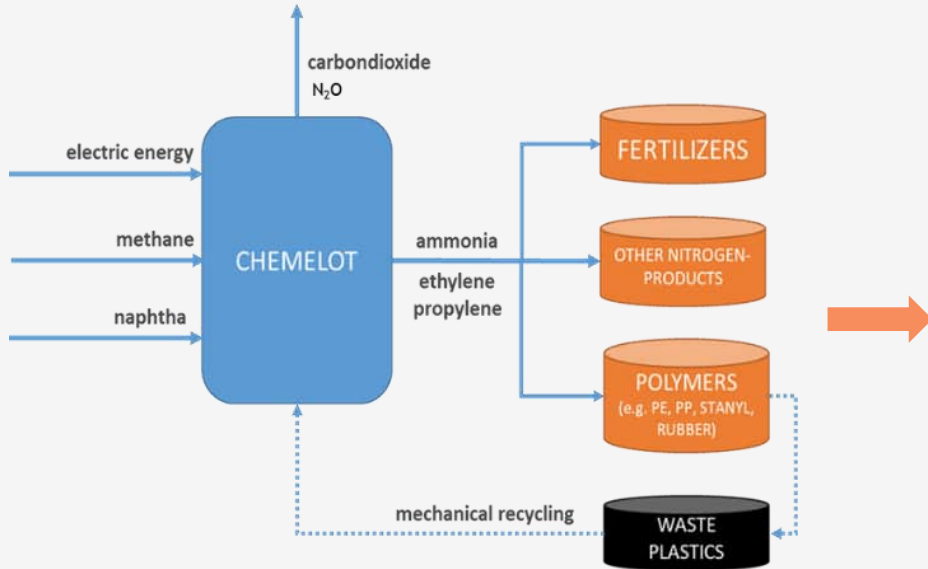 carbondioxide
N₂O
electric energy
methane
naphtha
CHEMELOT
ammonia
ethylene
propylene
FERTILIZERS
OTHER NITROGEN-
PRODUCTS
POLYMERS
(e.g. PE, PP, STANYL,
RUBBER)
mechanical recycling
WASTE
PLASTICS